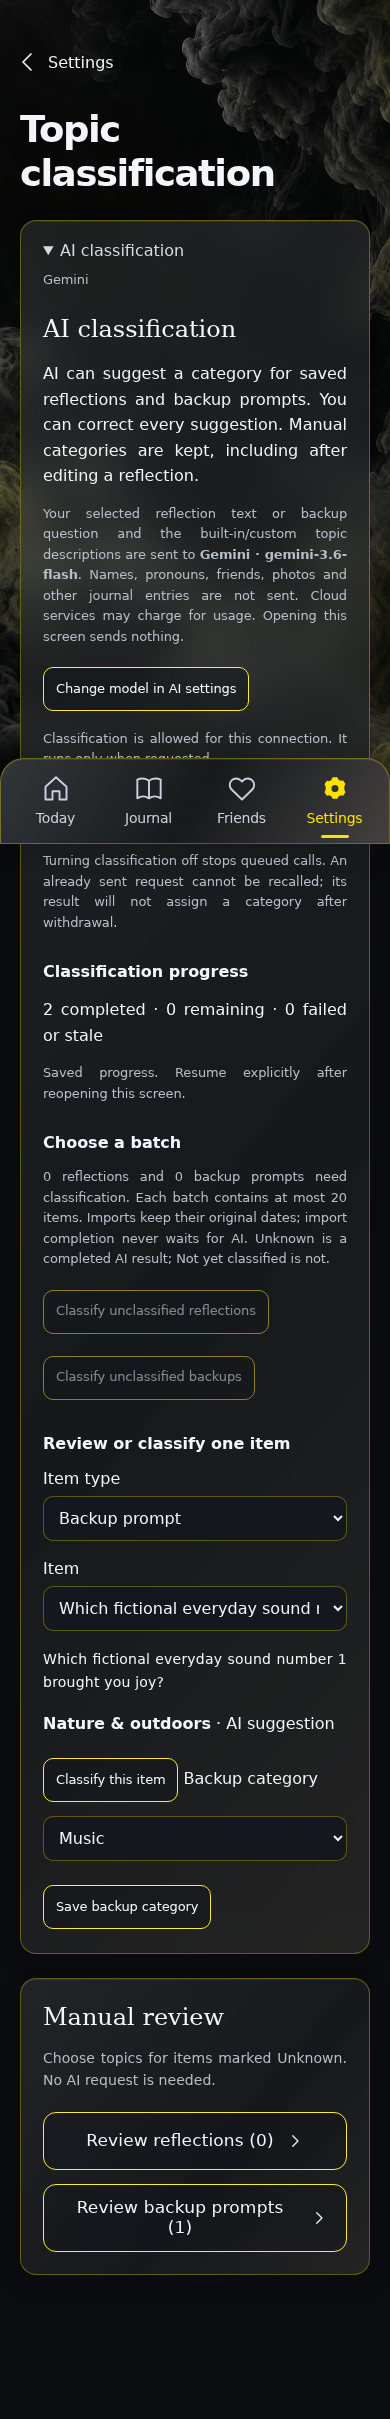 Settings
Topic
classification
▼ AI classification
Gemini
AI classification
AI can suggest a category for saved
reflections and backup prompts. You
can correct every suggestion. Manual
categories are kept, including after
editing a reflection.
Your selected reflection text or backup
question and the built-in/custom topic
descriptions are sent to Gemini · gemini-3.6-
flash. Names, pronouns, friends, photos and
other journal entries are not sent. Cloud
services may charge for usage. Opening this
screen sends nothing.
Change model in AI settings
Classification is allowed for this connection. It
runs only when requested.
Today
Journal
Friends
Settings
Turning classification off stops queued calls. An
already sent request cannot be recalled; its
result will not assign a category after
withdrawal.
Classification progress
2 completed · 0 remaining · 0 failed
or stale
Saved progress. Resume explicitly after
reopening this screen.
Choose a batch
0 reflections and 0 backup prompts need
classification. Each batch contains at most 20
items. Imports keep their original dates; import
completion never waits for AI. Unknown is a
completed AI result; Not yet classified is not.
Classify unclassified reflections
Classify unclassified backups
Review or classify one item
Item type
Backup prompt
Item
Which fictional everyday sound
Which fictional everyday sound number 1
brought you joy?
Nature & outdoors · AI suggestion
Classify this item Backup category
Music
Save backup category
Manual review
Choose topics for items marked Unknown.
No AI request is needed.
Review reflections (0)
Review backup prompts
(1)